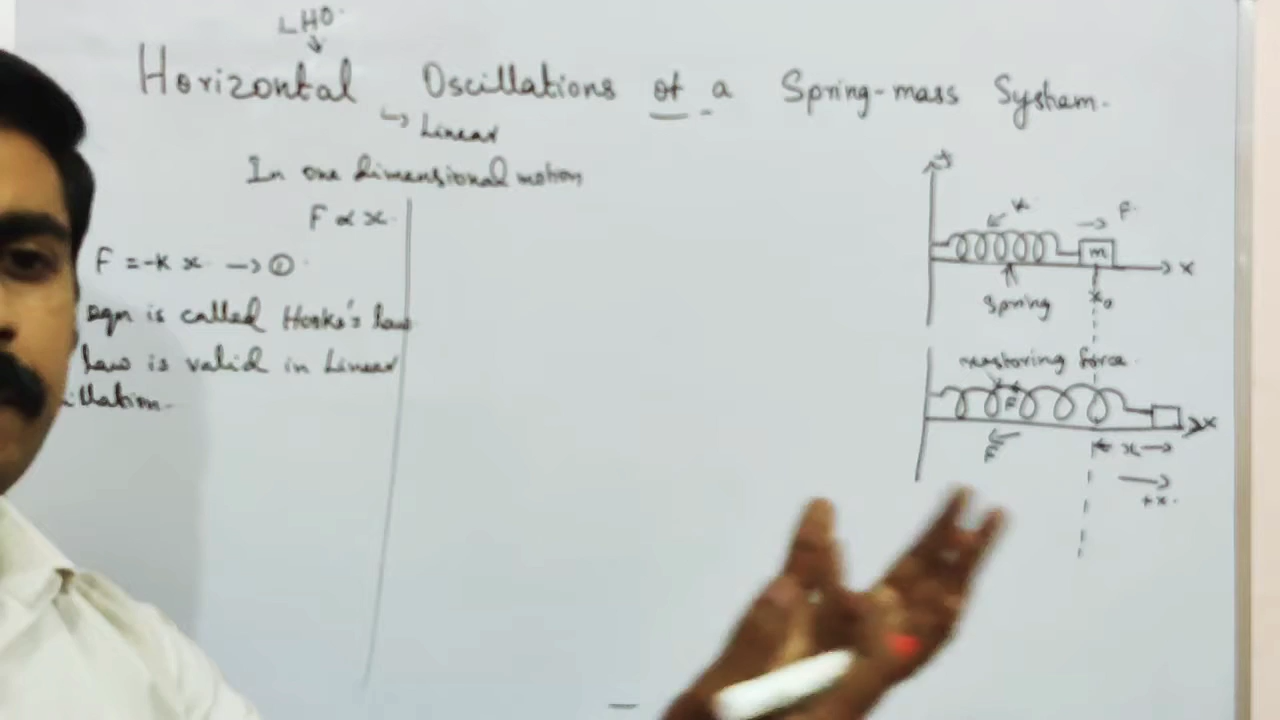 LHO.
Horizontal Oscillations of a Spring-mass System.
Linear
In one dimensional motion
F ∝ x.
F = -K x → ①.
eqn is called Hooke's law
law is valid in Linear
illation.
y
K
F.
m
x
Spring
x₀
restoring force.
F
x
F
x
+x.